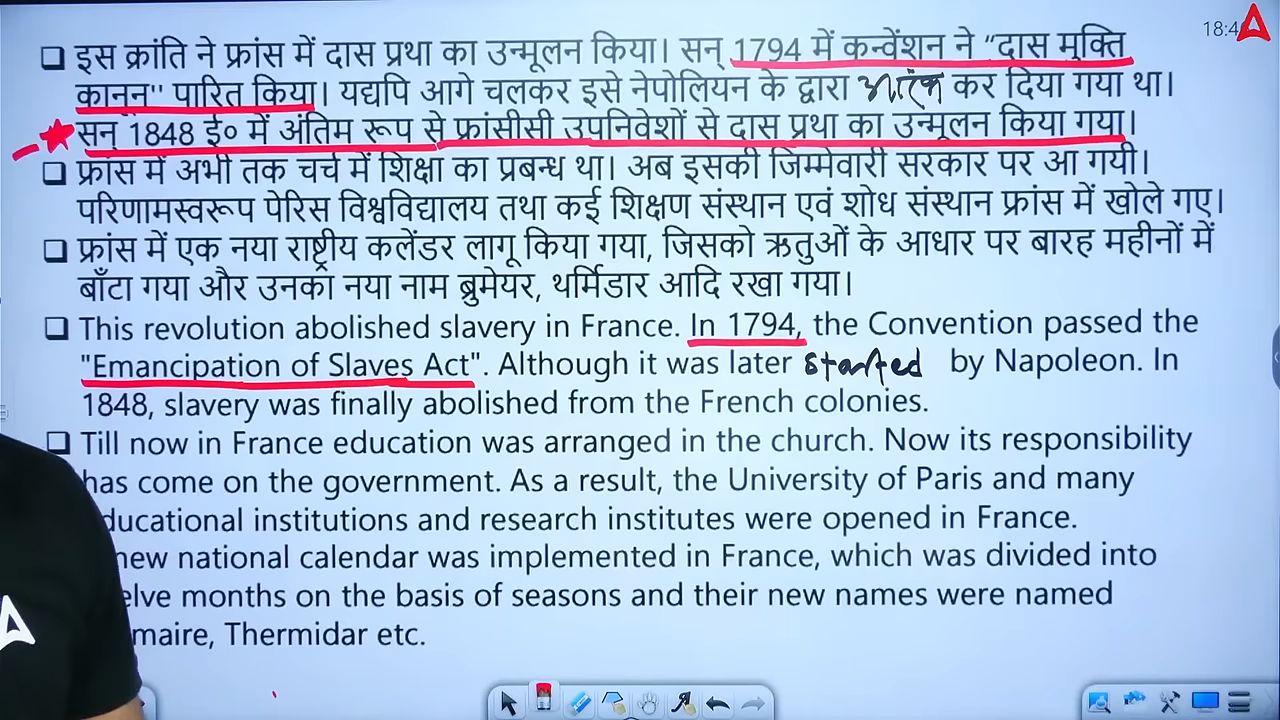 18:4
❑ इस क्रांति ने फ्रांस में दास प्रथा का उन्मूलन किया। सन् 1794 में कन्वेंशन ने “दास मुक्ति
कानून'' पारित किया। यद्यपि आगे चलकर इसे नेपोलियन के द्वारा कर दिया गया था।
सन् 1848 ई० में अंतिम रूप से फ्रांसीसी उपनिवेशों से दास प्रथा का उन्मूलन किया गया।
❑ फ्रांस में अभी तक चर्च में शिक्षा का प्रबन्ध था। अब इसकी जिम्मेवारी सरकार पर आ गयी।
परिणामस्वरूप पेरिस विश्वविद्यालय तथा कई शिक्षण संस्थान एवं शोध संस्थान फ्रांस में खोले गए।
❑ फ्रांस में एक नया राष्ट्रीय कलेंडर लागू किया गया, जिसको ऋतुओं के आधार पर बारह महीनों में
बाँटा गया और उनका नया नाम ब्रुमेयर, थर्मिडार आदि रखा गया।
❑ This revolution abolished slavery in France. In 1794, the Convention passed the
"Emancipation of Slaves Act". Although it was later started by Napoleon. In
1848, slavery was finally abolished from the French colonies.
❑ Till now in France education was arranged in the church. Now its responsibility
has come on the government. As a result, the University of Paris and many
ducational institutions and research institutes were opened in France.
new national calendar was implemented in France, which was divided into
elve months on the basis of seasons and their new names were named
maire, Thermidar etc.